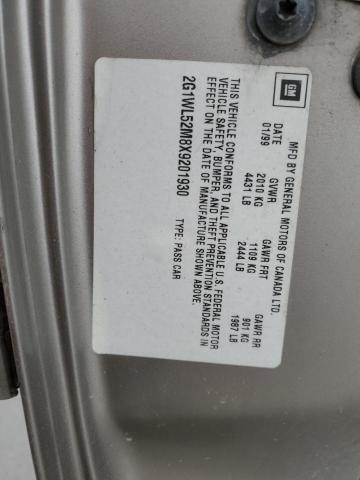 GM
MFD BY GENERAL MOTORS OF CANADA LTD.
DATE GVWR GAWR FRT GAWR RR
01/99 2010 KG 1109 KG 901 KG
4431 LB 2444 LB 1987 LB
THIS VEHICLE CONFORMS TO ALL APPLICABLE U.S. FEDERAL MOTOR
VEHICLE SAFETY, BUMPER, AND THEFT PREVENTION STANDARDS IN
EFFECT ON THE DATE OF MANUFACTURE SHOWN ABOVE.
2G1WL52M8X9201930 TYPE: PASS CAR